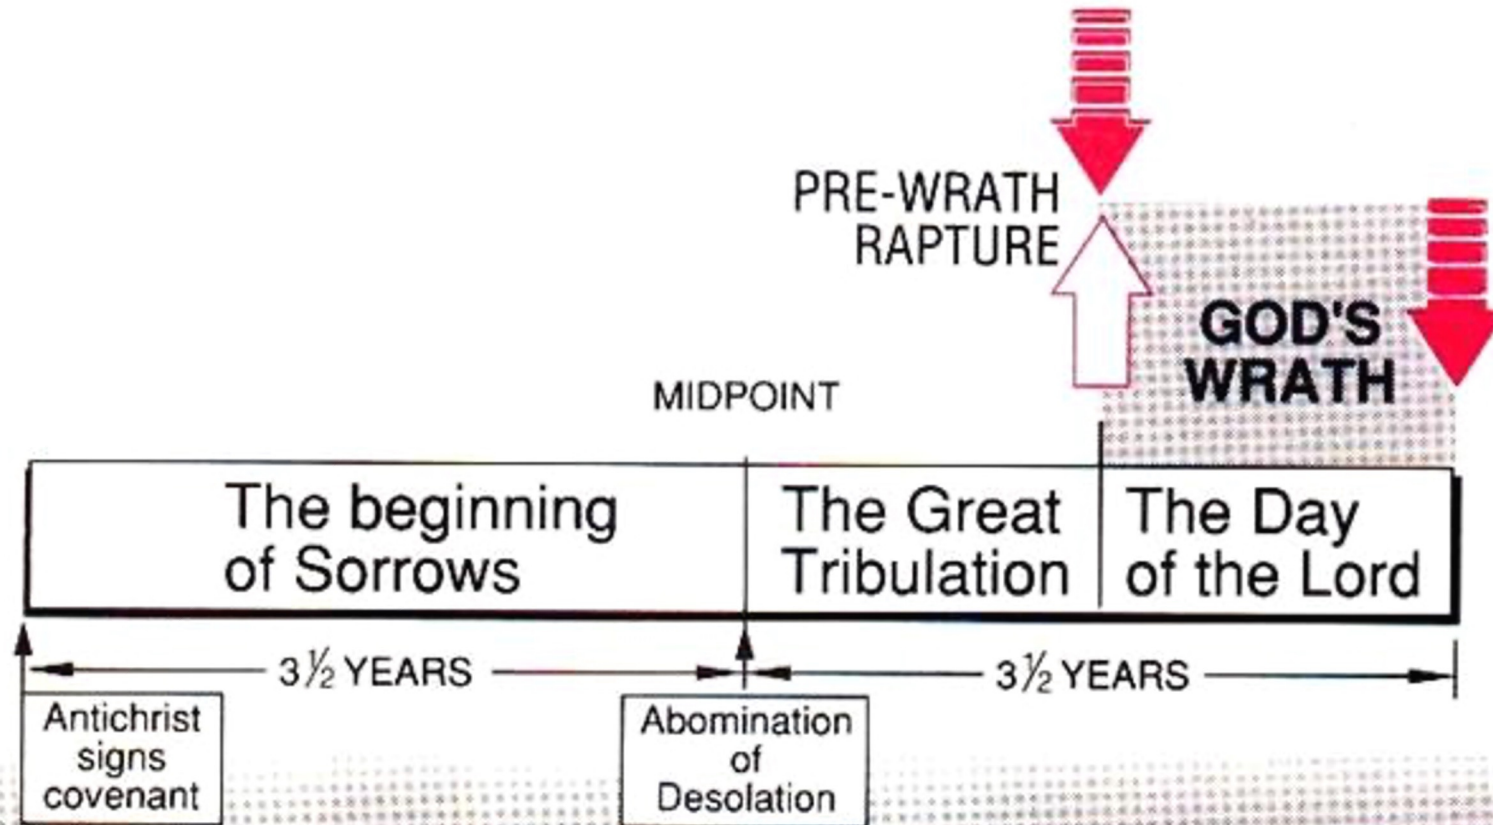 PRE-WRATH
RAPTURE
GOD'S
WRATH
MIDPOINT
The beginning
of Sorrows
The Great
Tribulation
The Day
of the Lord
3½ YEARS
3½ YEARS
Antichrist
signs
covenant
Abomination
of
Desolation